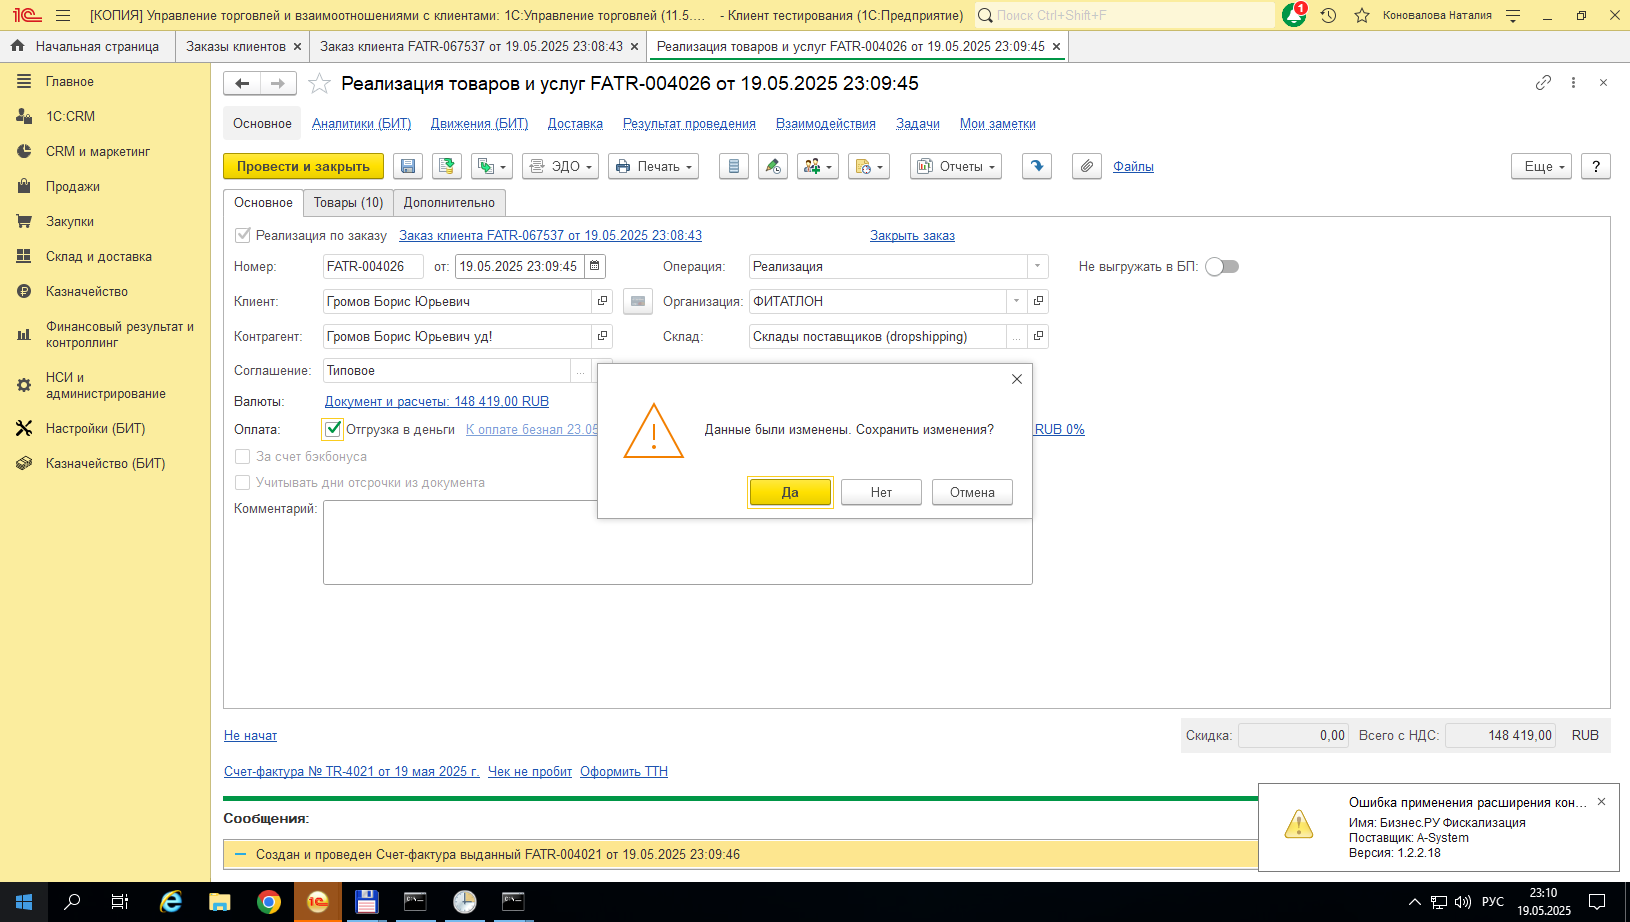 [КОПИЯ] Управление торговлей и взаимоотношениями с клиентами: 1С:Управление торговлей (11.5.... - Клиент тестирования (1С:Предприятие)
Поиск Ctrl+Shift+F
1
Коновалова Наталия
Начальная страница
Заказы клиентов
Заказ клиента FATR-067537 от 19.05.2025 23:08:43
Реализация товаров и услуг FATR-004026 от 19.05.2025 23:09:45
Главное
1С:CRM
CRM и маркетинг
Продажи
Закупки
Склад и доставка
Казначейство
Финансовый результат и
контроллинг
НСИ и
администрирование
Настройки (БИТ)
Казначейство (БИТ)
Реализация товаров и услуг FATR-004026 от 19.05.2025 23:09:45
Основное Аналитики (БИТ) Движения (БИТ) Доставка Результат проведения Взаимодействия Задачи Мои заметки
Провести и закрыть ЭДО Печать Отчеты Файлы Еще ?
Основное Товары (10) Дополнительно
Реализация по заказу Заказ клиента FATR-067537 от 19.05.2025 23:08:43 Закрыть заказ
Номер: FATR-004026 от: 19.05.2025 23:09:45 Операция: Реализация Не выгружать в БП:
Клиент: Громов Борис Юрьевич Организация: ФИТАТЛОН
Контрагент: Громов Борис Юрьевич уд! Склад: Склады поставщиков (dropshipping)
Соглашение: Типовое
Валюты: Документ и расчеты: 148 419,00 RUB
Оплата: Отгрузка в деньги К оплате безнал 23.05 RUB 0%
За счет бэкбонуса
Учитывать дни отсрочки из документа
Комментарий:
Данные были изменены. Сохранить изменения?
Да Нет Отмена
Не начат
Скидка: 0,00 Всего с НДС: 148 419,00 RUB
Счет-фактура № TR-4021 от 19 мая 2025 г. Чек не пробит Оформить ТТН
Сообщения:
Создан и проведен Счет-фактура выданный FATR-004021 от 19.05.2025 23:09:46
Ошибка применения расширения кон...
Имя: Бизнес.РУ Фискализация
Поставщик: A-System
Версия: 1.2.2.18
РУС
23:10
19.05.2025